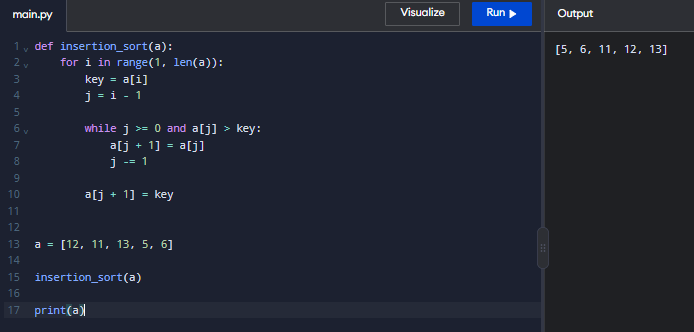 main.py Visualize Run Output
1 def insertion_sort(a):
2 for i in range(1, len(a)):
3 key = a[i]
4 j = i - 1
5
6 while j >= 0 and a[j] > key:
7 a[j + 1] = a[j]
8 j -= 1
9
10 a[j + 1] = key
11
12
13 a = [12, 11, 13, 5, 6]
14
15 insertion_sort(a)
16
17 print(a)
[5, 6, 11, 12, 13]